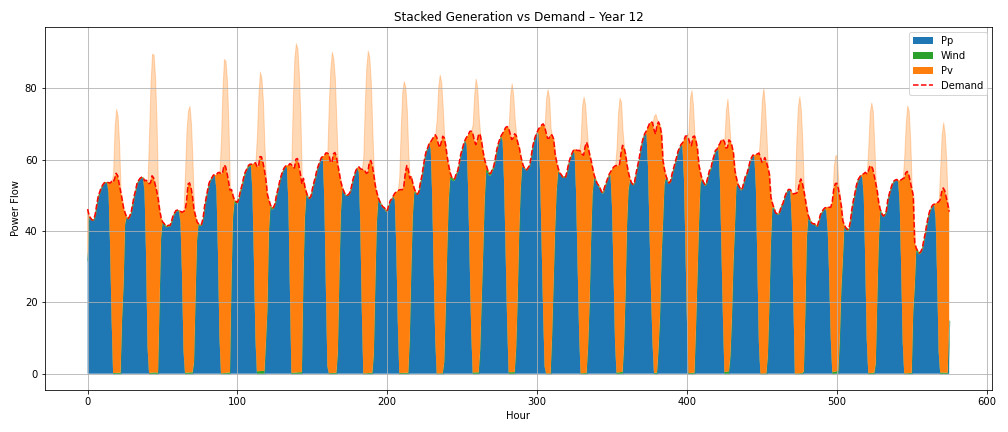 Stacked Generation vs Demand – Year 12
Pp
Wind
Pv
Demand
Power Flow
80
60
40
20
0
0 100 200 300 400 500 600
Hour